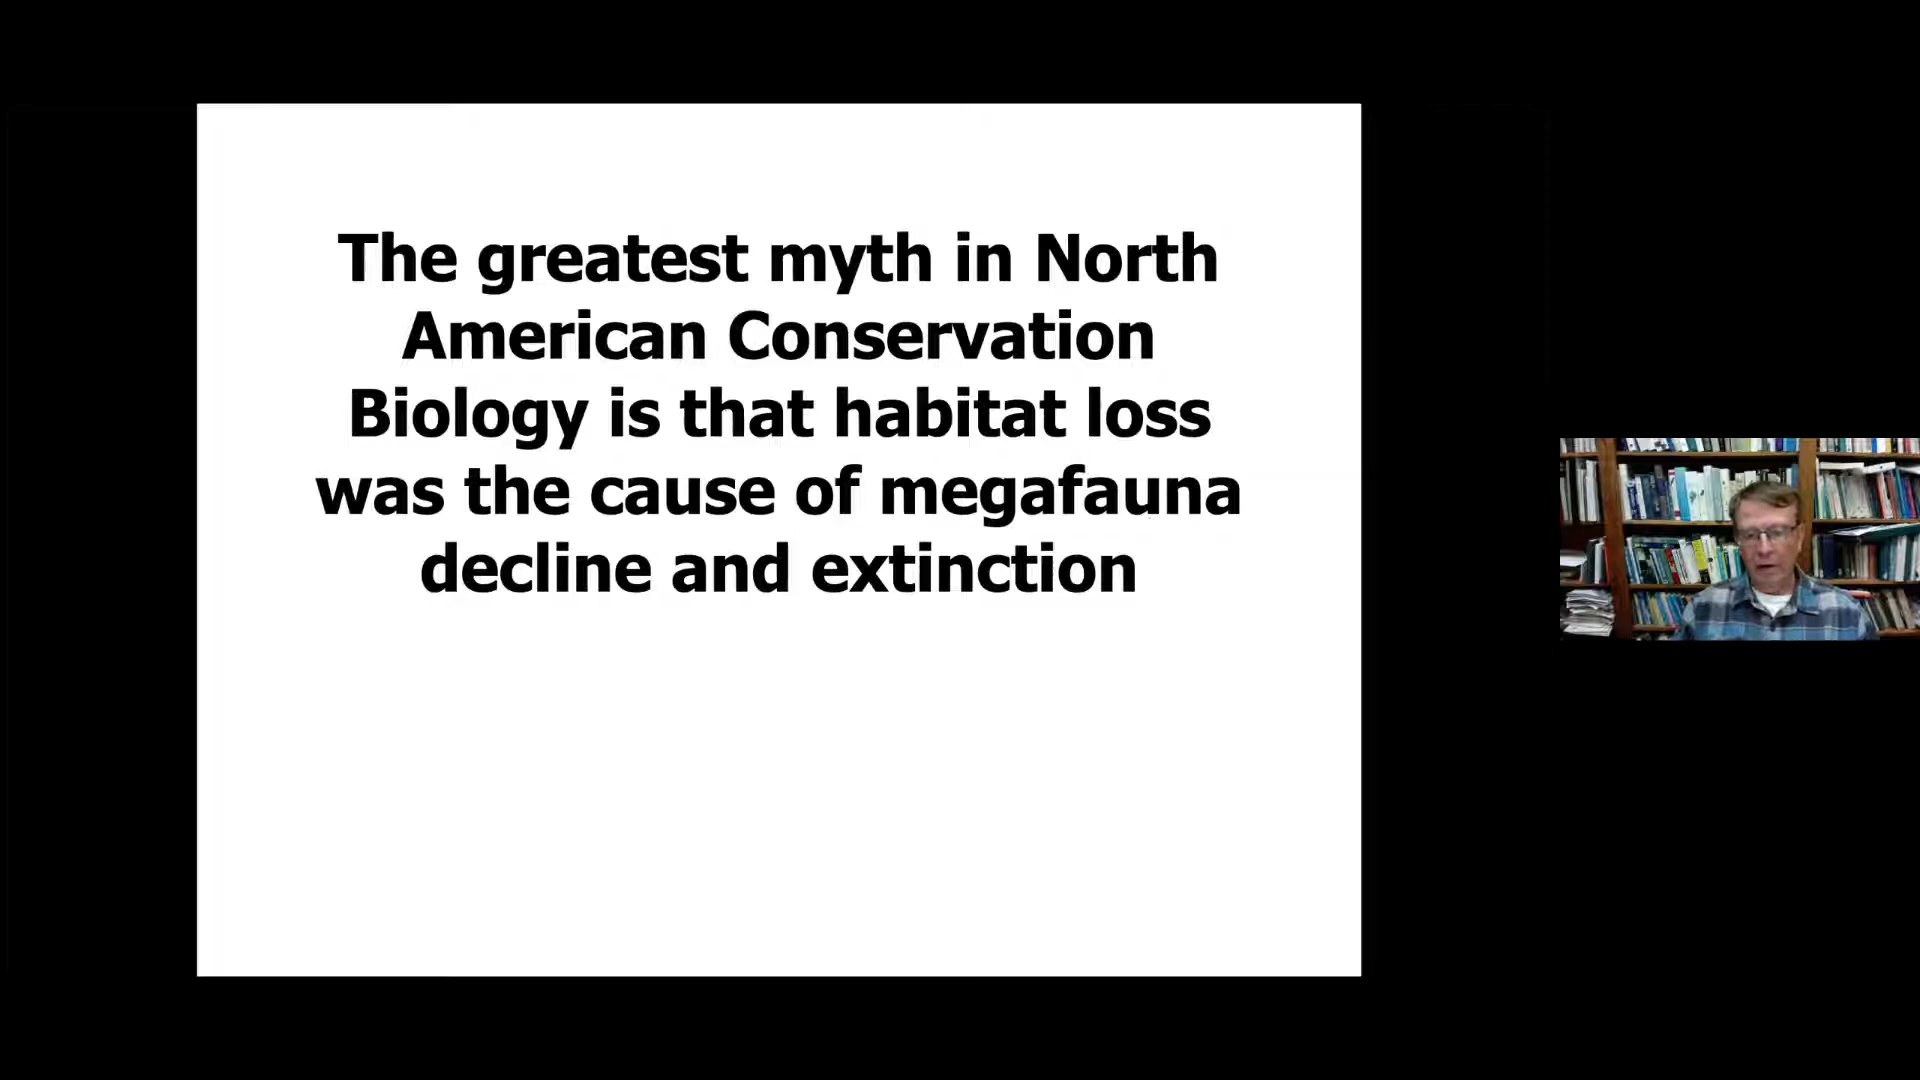 The greatest myth in North
American Conservation
Biology is that habitat loss
was the cause of megafauna
decline and extinction